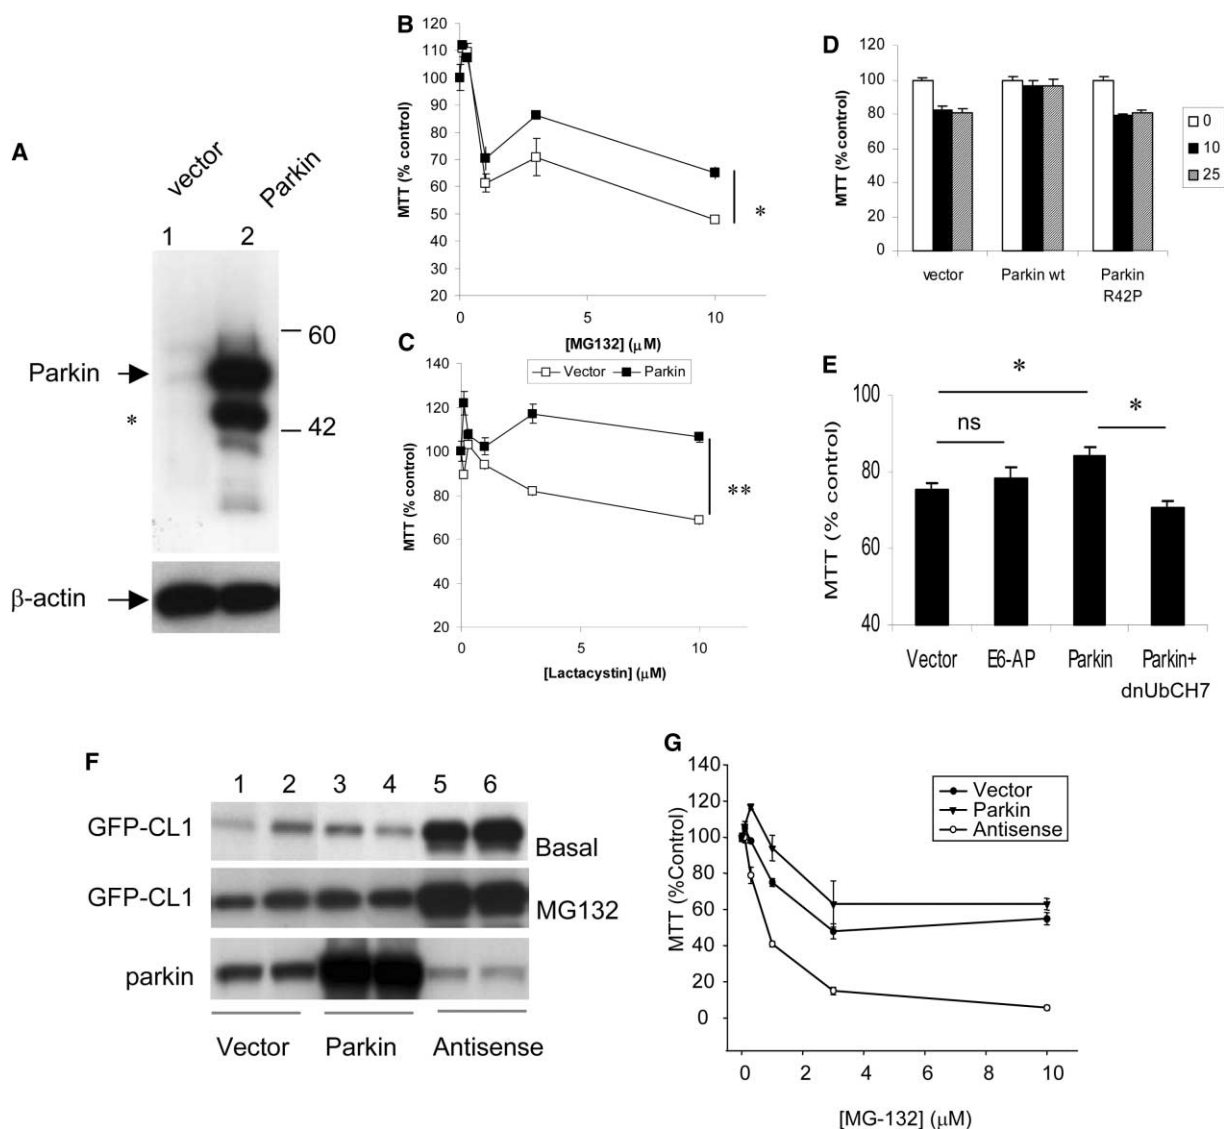 A
vector
Parkin
1 2
60
Parkin
*
42
β-actin
B
120
110
100
90
80
70
60
50
40
30
20
MTT (% control)
*
0 5 10
[MG132] (μM)
C
Vector Parkin
140
120
100
80
60
40
20
MTT (% control)
**
0 5 10
[Lactacystin] (μM)
D
120
100
80
60
40
20
0
MTT (% control)
0
10
25
vector Parkin wt Parkin R42P
E
100
80
60
40
MTT (% control)
*
ns
*
Vector E6-AP Parkin Parkin+ dnUbCH7
F
1 2 3 4 5 6
GFP-CL1 Basal
GFP-CL1 MG132
parkin
Vector Parkin Antisense
G
140
120
100
80
60
40
20
0
MTT (%Control)
Vector
Parkin
Antisense
0 2 4 6 8 10
[MG-132] (μM)